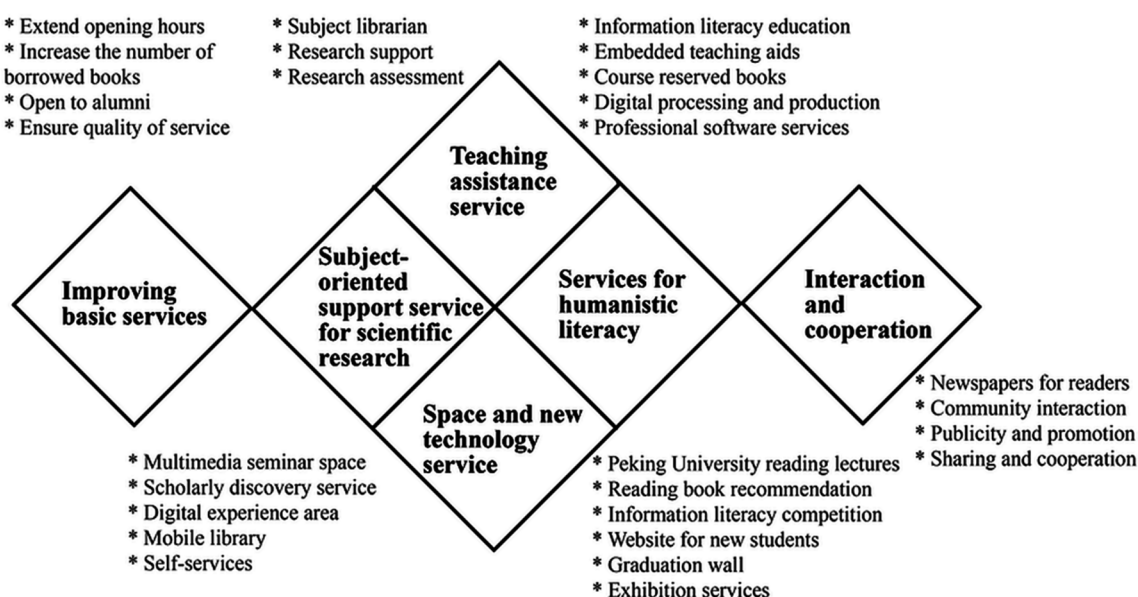 * Extend opening hours
* Increase the number of
borrowed books
* Open to alumni
* Ensure quality of service
* Subject librarian
* Research support
* Research assessment
* Information literacy education
* Embedded teaching aids
* Course reserved books
* Digital processing and production
* Professional software services
Teaching
assistance
service
Improving
basic services
Subject-
oriented
support service
for scientific
research
Services for
humanistic
literacy
Interaction
and
cooperation
Space and new
technology
service
* Newspapers for readers
* Community interaction
* Publicity and promotion
* Sharing and cooperation
* Multimedia seminar space
* Scholarly discovery service
* Digital experience area
* Mobile library
* Self-services
* Peking University reading lectures
* Reading book recommendation
* Information literacy competition
* Website for new students
* Graduation wall
* Exhibition services